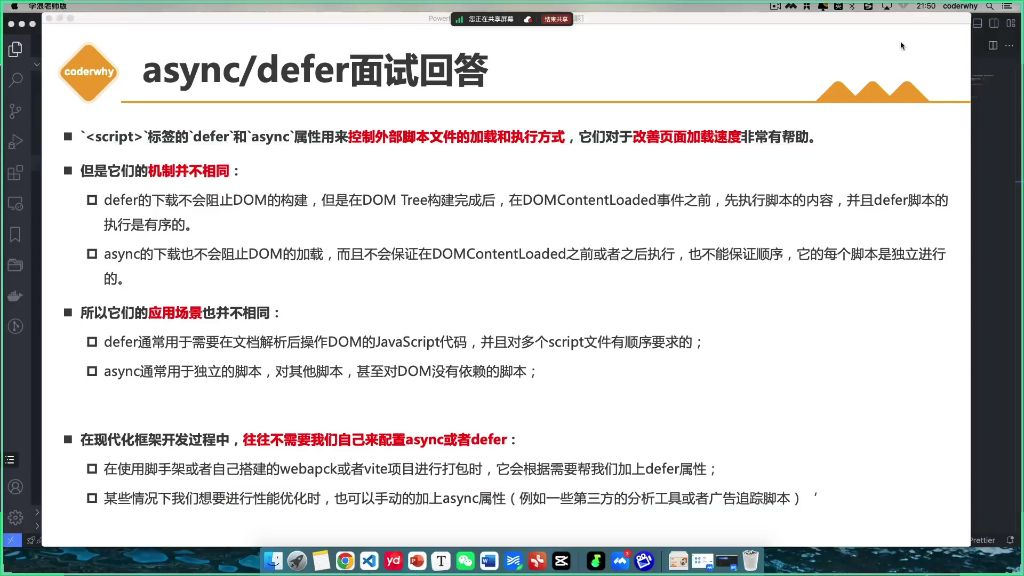 学浪老师版
21:50 coderwhy
Power
您正在共享屏幕
结束共享
coderwhy
async/defer面试回答
`<script>`标签的`defer`和`async`属性用来控制外部脚本文件的加载和执行方式，它们对于改善页面加载速度非常有帮助。
但是它们的机制并不相同：
defer的下载不会阻止DOM的构建，但是在DOM Tree构建完成后，在DOMContentLoaded事件之前，先执行脚本的内容，并且defer脚本的
执行是有序的。
async的下载也不会阻止DOM的加载，而且不会保证在DOMContentLoaded之前或者之后执行，也不能保证顺序，它的每个脚本是独立进行
的。
所以它们的应用场景也并不相同：
defer通常用于需要在文档解析后操作DOM的JavaScript代码，并且对多个script文件有顺序要求的；
async通常用于独立的脚本，对其他脚本，甚至对DOM没有依赖的脚本；
在现代化框架开发过程中，往往不需要我们自己来配置async或者defer：
在使用脚手架或者自己搭建的webapck或者vite项目进行打包时，它会根据需要帮我们加上defer属性；
某些情况下我们想要进行性能优化时，也可以手动的加上async属性（例如一些第三方的分析工具或者广告追踪脚本） ′
Prettier
yd
T